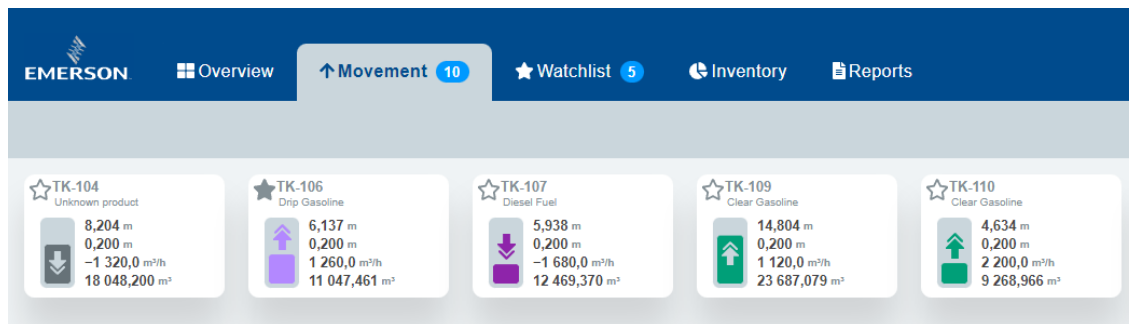 EMERSON
Overview
Movement 10
Watchlist 5
Inventory
Reports
TK-104
Unknown product
8,204 m
0,200 m
−1 320,0 m³/h
18 048,200 m³
TK-106
Drip Gasoline
6,137 m
0,200 m
1 260,0 m³/h
11 047,461 m³
TK-107
Diesel Fuel
5,938 m
0,200 m
−1 680,0 m³/h
12 469,370 m³
TK-109
Clear Gasoline
14,804 m
0,200 m
1 120,0 m³/h
23 687,079 m³
TK-110
Clear Gasoline
4,634 m
0,200 m
2 200,0 m³/h
9 268,966 m³